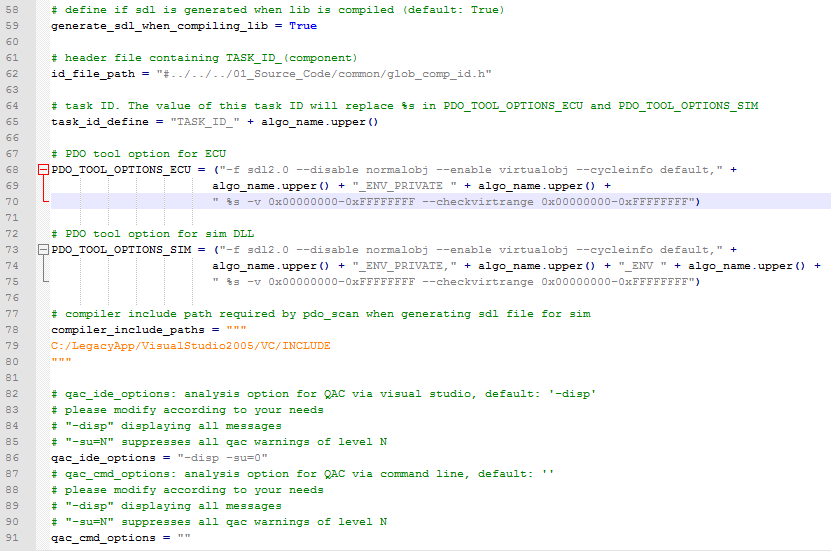 58 # define if sdl is generated when lib is compiled (default: True)
59 generate_sdl_when_compiling_lib = True
60
61 # header file containing TASK_ID_(component)
62 id_file_path = "#../../../01_Source_Code/common/glob_comp_id.h"
63
64 # task ID. The value of this task ID will replace %s in PDO_TOOL_OPTIONS_ECU and PDO_TOOL_OPTIONS_SIM
65 task_id_define = "TASK_ID_" + algo_name.upper()
66
67 # PDO tool option for ECU
68 PDO_TOOL_OPTIONS_ECU = ("-f sdl2.0 --disable normalobj --enable virtualobj --cycleinfo default," +
69 algo_name.upper() + "_ENV_PRIVATE " + algo_name.upper() +
70 " %s -v 0x00000000-0xFFFFFFFF --checkvirtrange 0x00000000-0xFFFFFFFF")
71
72 # PDO tool option for sim DLL
73 PDO_TOOL_OPTIONS_SIM = ("-f sdl2.0 --disable normalobj --enable virtualobj --cycleinfo default," +
74 algo_name.upper() + "_ENV_PRIVATE," + algo_name.upper() + "_ENV " + algo_name.upper() +
75 " %s -v 0x00000000-0xFFFFFFFF --checkvirtrange 0x00000000-0xFFFFFFFF")
76
77 # compiler include path required by pdo_scan when generating sdl file for sim
78 compiler_include_paths = """
79 C:/LegacyApp/VisualStudio2005/VC/INCLUDE
80 """
81
82 # qac_ide_options: analysis option for QAC via visual studio, default: '-disp'
83 # please modify according to your needs
84 # "-disp" displaying all messages
85 # "-su=N" suppresses all qac warnings of level N
86 qac_ide_options = "-disp -su=0"
87 # qac_cmd_options: analysis option for QAC via command line, default: ''
88 # please modify according to your needs
89 # "-disp" displaying all messages
90 # "-su=N" suppresses all qac warnings of level N
91 qac_cmd_options = ""